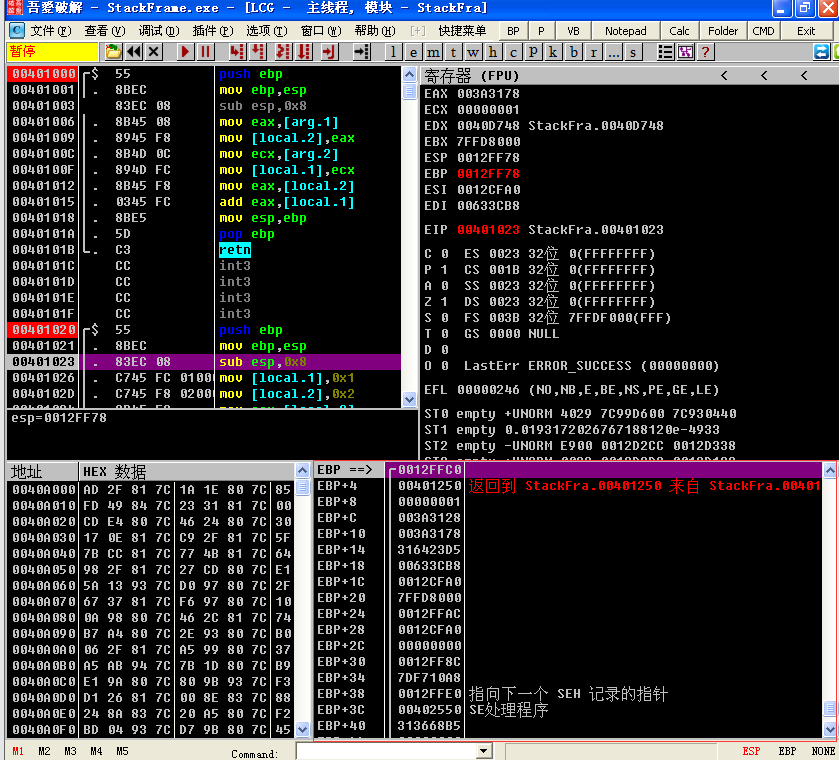 吾爱破解 - StackFrame.exe - [LCG - 主线程, 模块 - StackFra]
文件(F) 查看(V) 调试(D) 插件(P) 选项(T) 窗口(W) 帮助(H) [+] 快捷菜单 BP P VB Notepad Calc Folder CMD Exit
暂停 l e m t w h c p k b r ... s ?
00401000 $ 55 push ebp
00401001 . 8BEC mov ebp,esp
00401003 . 83EC 08 sub esp,0x8
00401006 . 8B45 08 mov eax,[arg.1]
00401009 . 8945 F8 mov [local.2],eax
0040100C . 8B4D 0C mov ecx,[arg.2]
0040100F . 894D FC mov [local.1],ecx
00401012 . 8B45 F8 mov eax,[local.2]
00401015 . 0345 FC add eax,[local.1]
00401018 . 8BE5 mov esp,ebp
0040101A . 5D pop ebp
0040101B . C3 retn
0040101C CC int3
0040101D CC int3
0040101E CC int3
0040101F CC int3
00401020 $ 55 push ebp
00401021 . 8BEC mov ebp,esp
00401023 . 83EC 08 sub esp,0x8
00401026 . C745 FC 0100 mov [local.1],0x1
0040102D . C745 F8 0200 mov [local.2],0x2
esp=0012FF78
寄存器 (FPU) < < <
EAX 003A3178
ECX 00000001
EDX 0040D748 StackFra.0040D748
EBX 7FFD8000
ESP 0012FF78
EBP 0012FF78
ESI 0012CFA0
EDI 00633CB8
EIP 00401023 StackFra.00401023
C 0 ES 0023 32位 0(FFFFFFFF)
P 1 CS 001B 32位 0(FFFFFFFF)
A 0 SS 0023 32位 0(FFFFFFFF)
Z 1 DS 0023 32位 0(FFFFFFFF)
S 0 FS 003B 32位 7FFDF000(FFF)
T 0 GS 0000 NULL
D 0
O 0 LastErr ERROR_SUCCESS (00000000)
EFL 00000246 (NO,NB,E,BE,NS,PE,GE,LE)
ST0 empty +UNORM 4029 7C99D600 7C930440
ST1 empty 0.0193172026767188120e-4933
ST2 empty -UNORM E900 0012D2CC 0012D338
地址 HEX 数据
0040A000 AD 2F 81 7C 1A 1E 80 7C 85
0040A010 FD 49 84 7C 23 31 81 7C 00
0040A020 CD E4 80 7C 46 24 80 7C 30
0040A030 17 0E 81 7C C9 2F 81 7C 5F
0040A040 7B CC 81 7C 77 4B 81 7C 64
0040A050 98 2F 81 7C 27 CD 80 7C E1
0040A060 5A 13 93 7C D0 97 80 7C 2F
0040A070 67 37 81 7C F6 97 80 7C 10
0040A080 0A 98 80 7C 46 2C 81 7C 74
0040A090 B7 A4 80 7C 2E 93 80 7C B0
0040A0A0 06 2F 81 7C A5 99 80 7C 37
0040A0B0 A5 AB 94 7C 7B 1D 80 7C B9
0040A0C0 E1 9A 80 7C 80 9B 93 7C F3
0040A0D0 D1 26 81 7C 00 8E 83 7C 88
0040A0E0 24 8A 83 7C 20 A5 80 7C F2
0040A0F0 BD 04 93 7C D7 9B 80 7C 45
EBP ==> 0012FFC0
EBP+4 00401250 返回到 StackFra.00401250 来自 StackFra.00401
EBP+8 00000001
EBP+C 003A3128
EBP+10 003A3178
EBP+14 316423D5
EBP+18 00633CB8
EBP+1C 0012CFA0
EBP+20 7FFD8000
EBP+24 0012FFAC
EBP+28 0012CFA0
EBP+2C 00000000
EBP+30 0012FF8C
EBP+34 7DF710A8
EBP+38 0012FFE0 指向下一个 SEH 记录的指针
EBP+3C 00402550 SE处理程序
EBP+40 313668B5
M1 M2 M3 M4 M5 Command: ESP EBP NONE